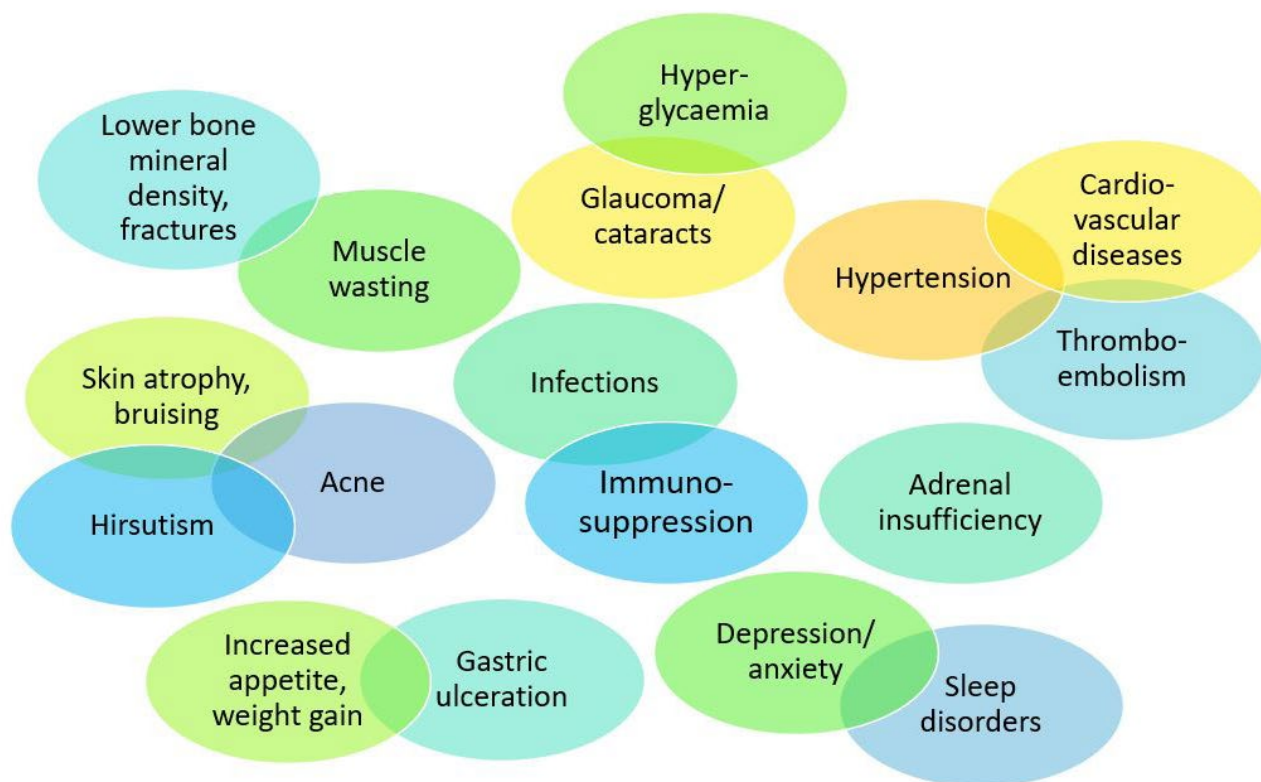 Hyper-
glycaemia
Lower bone
mineral
density,
fractures
Glaucoma/
cataracts
Cardio-
vascular
diseases
Muscle
wasting
Hypertension
Thrombo-
embolism
Skin atrophy,
bruising
Infections
Acne
Immuno-
suppression
Adrenal
insufficiency
Hirsutism
Increased
appetite,
weight gain
Gastric
ulceration
Depression/
anxiety
Sleep
disorders